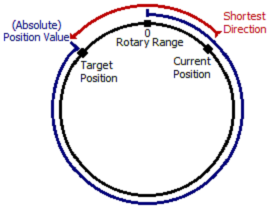 (Absolute)
Position Value
Shortest
Direction
0
Rotary Range
Target
Position
Current
Position